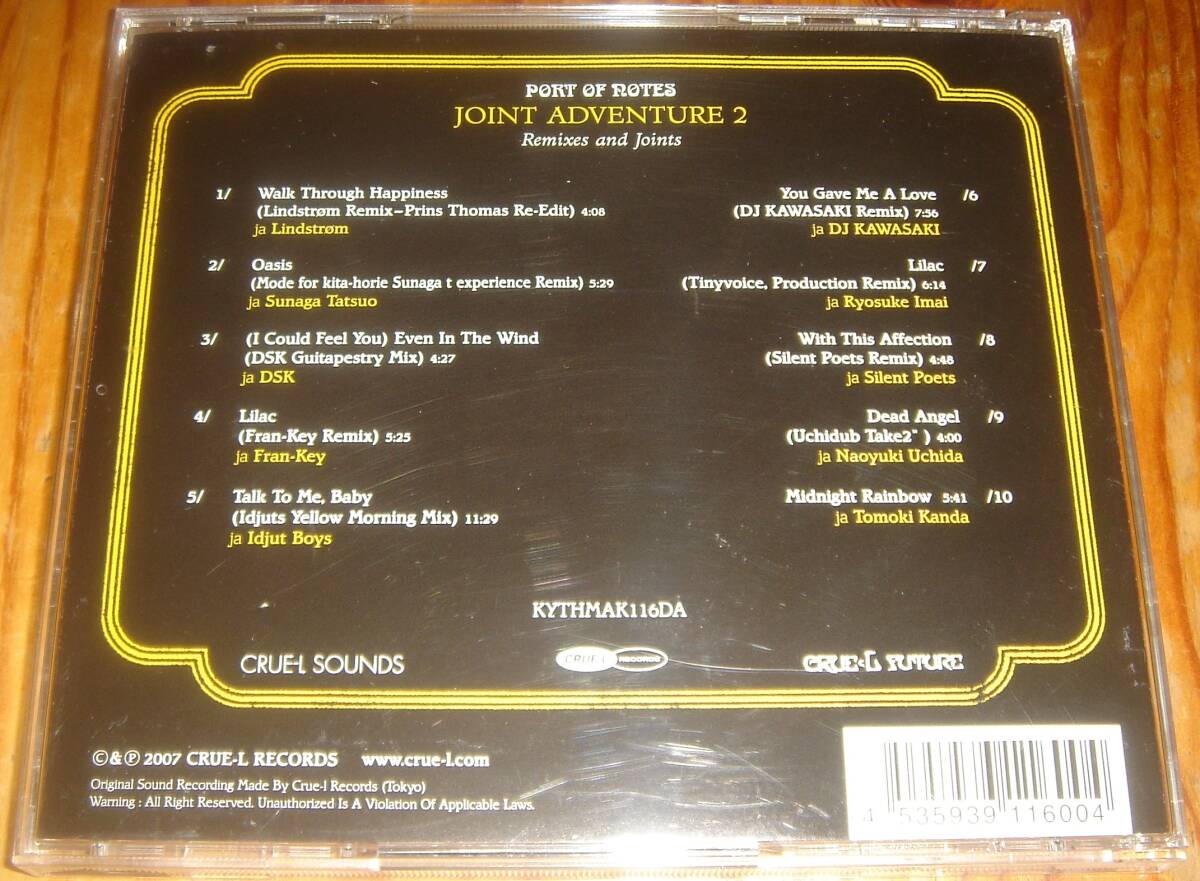 PORT OF NOTES
JOINT ADVENTURE 2
Remixes and Joints
1/ Walk Through Happiness
(Lindstrøm Remix–Prins Thomas Re-Edit) 4:08
ja Lindstrøm
2/ Oasis
(Mode for kita-horie Sunaga t experience Remix) 5:29
ja Sunaga Tatsuo
3/ (I Could Feel You) Even In The Wind
(DSK Guitapestry Mix) 4:27
ja DSK
4/ Lilac
(Fran-Key Remix) 5:25
ja Fran-Key
5/ Talk To Me, Baby
(Idjuts Yellow Morning Mix) 11:29
ja Idjut Boys
You Gave Me A Love /6
(DJ KAWASAKI Remix) 7:56
ja DJ KAWASAKI
Lilac /7
(Tinyvoice, Production Remix) 6:14
ja Ryosuke Imai
With This Affection /8
(Silent Poets Remix) 4:48
ja Silent Poets
Dead Angel /9
(Uchidub Take2" ) 4:00
ja Naoyuki Uchida
Midnight Rainbow 5:41 /10
ja Tomoki Kanda
KYTHMAK116DA
CRUE-L SOUNDS
CRUE-L RECORDS
CRUE-L FUTURE
©&℗ 2007 CRUE-L RECORDS www.crue-l.com
Original Sound Recording Made By Crue-l Records (Tokyo)
Warning : All Right Reserved. Unauthorized Is A Violation Of Applicable Laws.
4 535939 116004